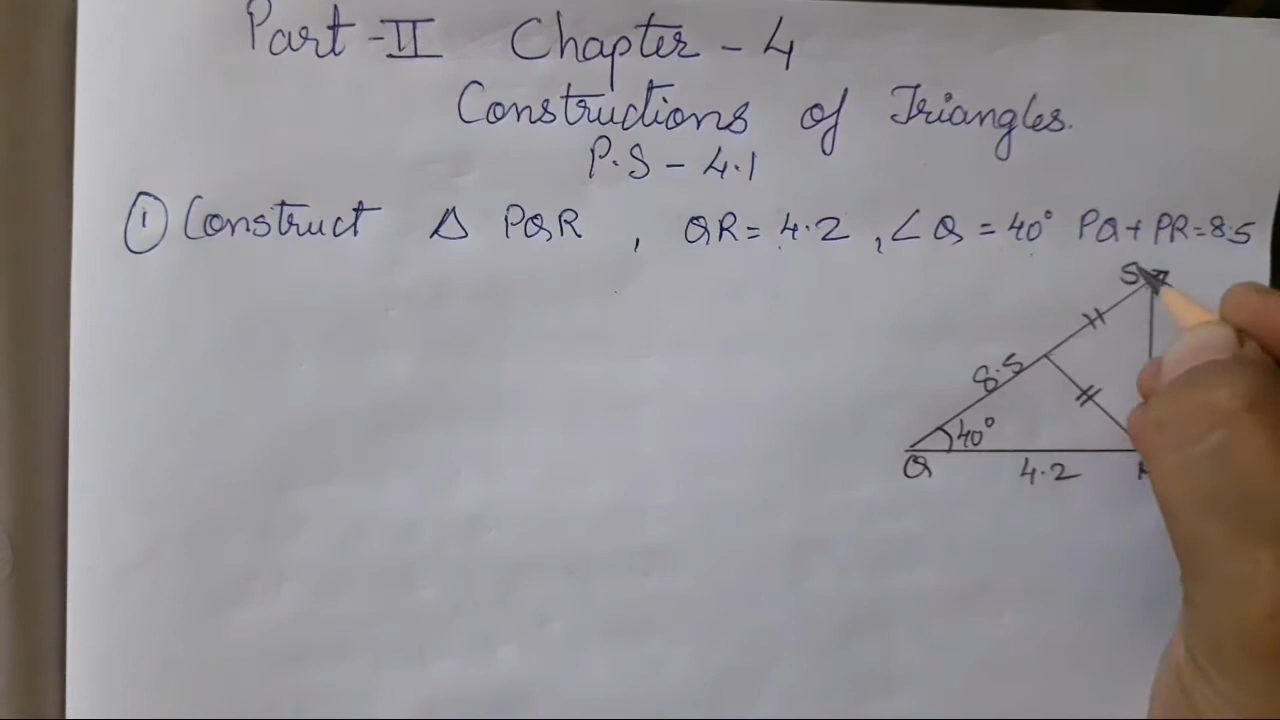 Part-II Chapter-4
Constructions of Triangles.
P.S-4.1
① Construct Δ PQR, QR=4.2, ∠Q=40° PQ+PR=8.5
S
8.5
40°
Q 4.2